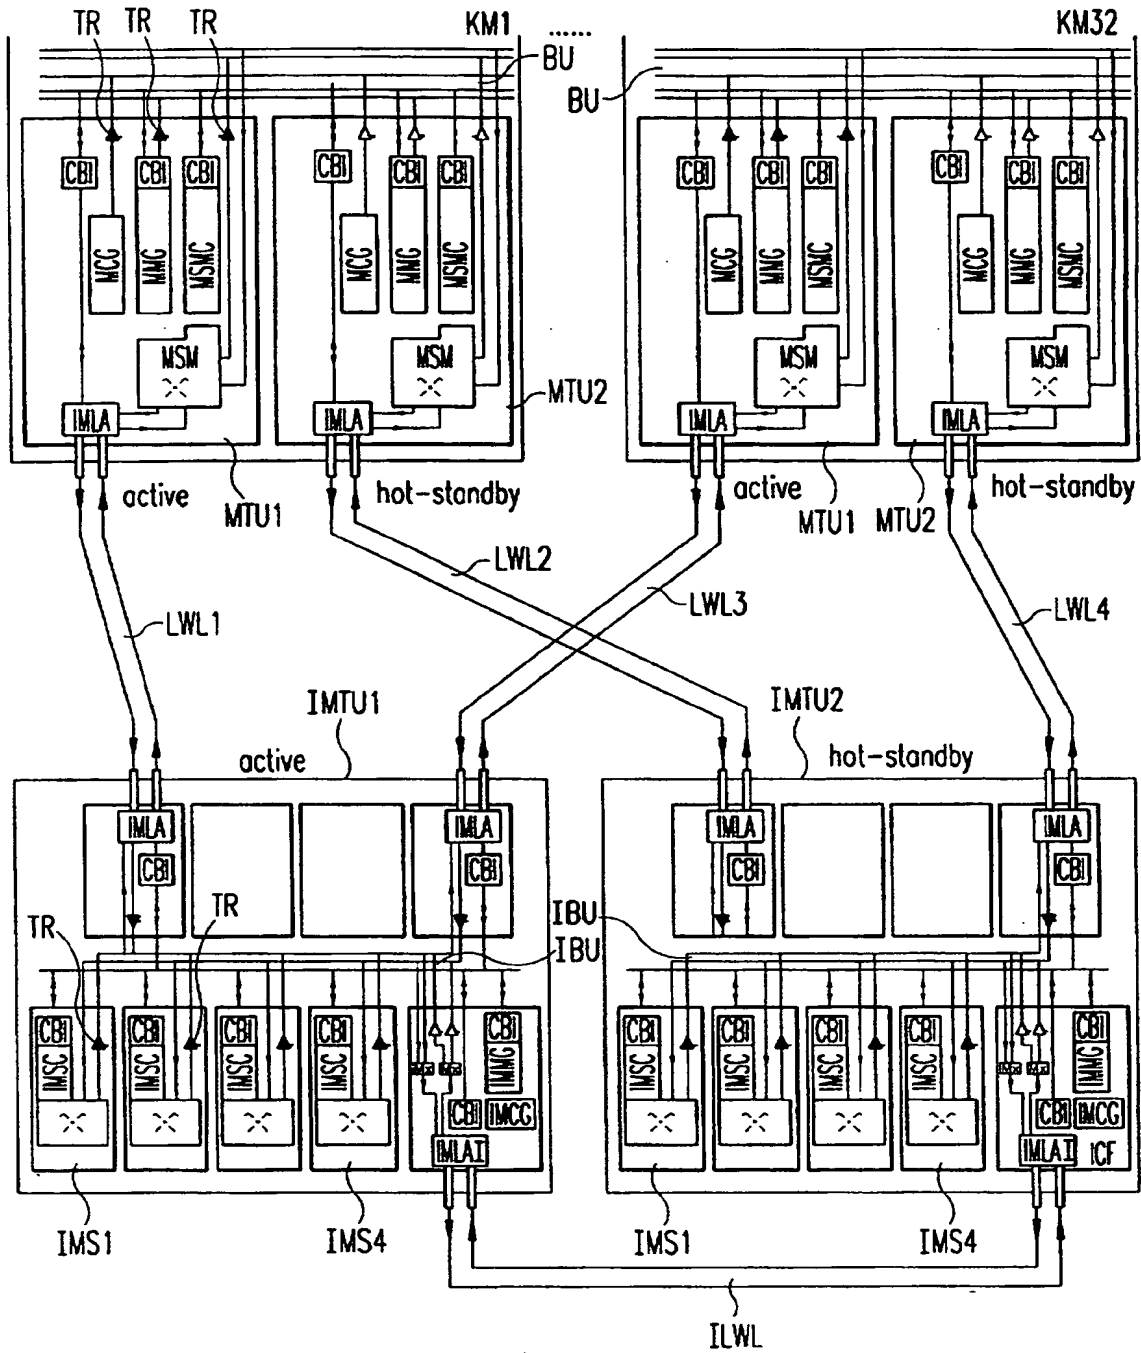 TR TR TR KM1 ...... KM32
BU BU
CBI CBI CBI CBI CBI CBI CBI CBI CBI CBI CBI CBI
MCG MMG MSMC MCG MMG MSMC MCG MMG MSMC MCG MMG MSMC
MSM MSM MSM MSM
MTU2
IMLA IMLA IMLA IMLA
active hot-standby active hot-standby
MTU1 MTU1 MTU2
LWL2
LWL1 LWL3 LWL4
IMTU1 IMTU2
active hot-standby
IMLA IMLA IMLA IMLA
CBI CBI CBI CBI
TR TR IBU IBU
CBI CBI CBI CBI CBI CBI CBI CBI CBI CBI
IMSC IMSC IMSC IMSC IMMG IMSC IMSC IMSC IMSC IMMG
CBI IMCG CBI IMCG
IMLAI IMLAI ICF
IMS1 IMS4 IMS1 IMS4
ILWL